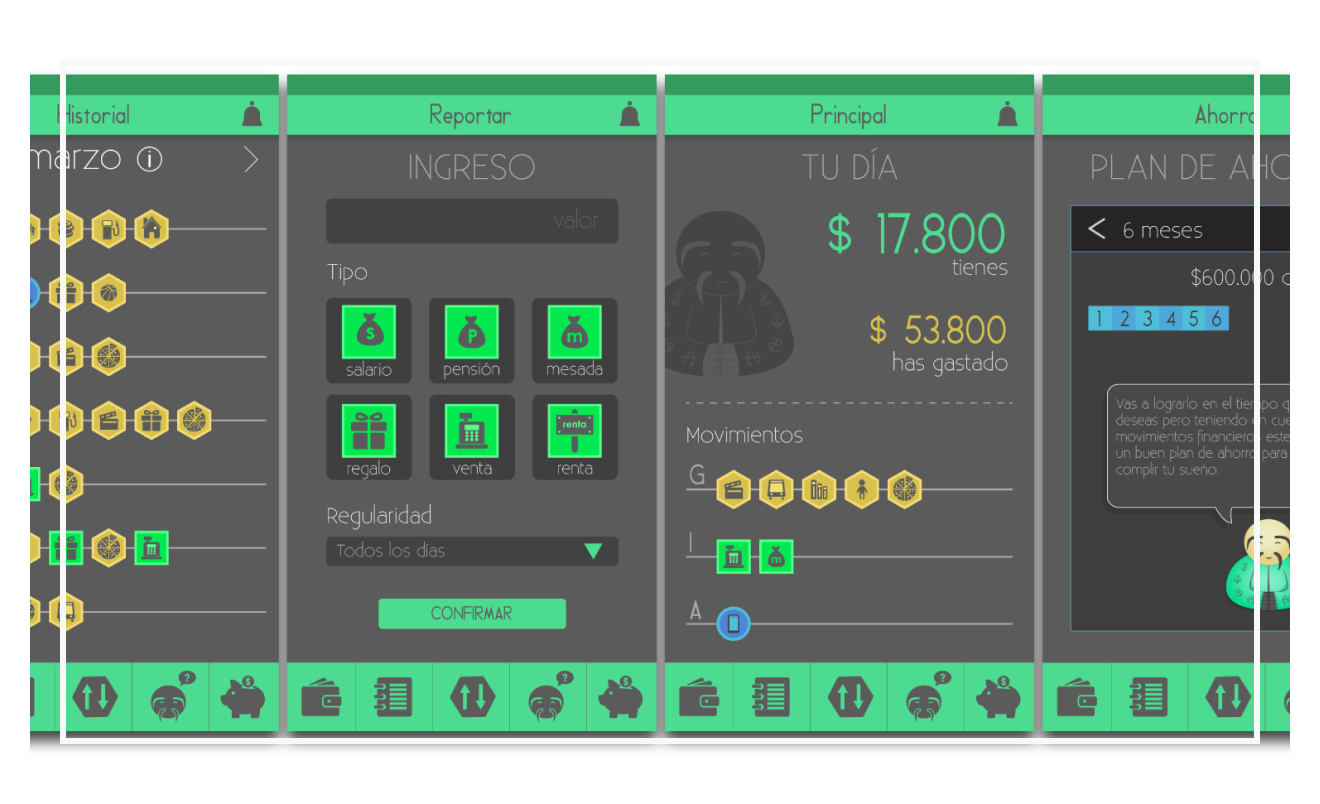 Historial
marzo i
Reportar
INGRESO
valor
Tipo
S
salario
P
pensión
m
mesada
regalo
venta
renta
renta
Regularidad
Todos los días
CONFIRMAR
Principal
TU DÍA
$ 17.800
tienes
$ 53.800
has gastado
Movimientos
G
I
m
A
Ahorro
PLAN DE AHO
< 6 meses
$600.000 c
1 2 3 4 5 6
Vas a lograrlo en el tiempo q
deseas pero teniendo en cue
movimientos financieros este
un buen plan de ahorro para
complir tu sueño.
? $
? $
? $